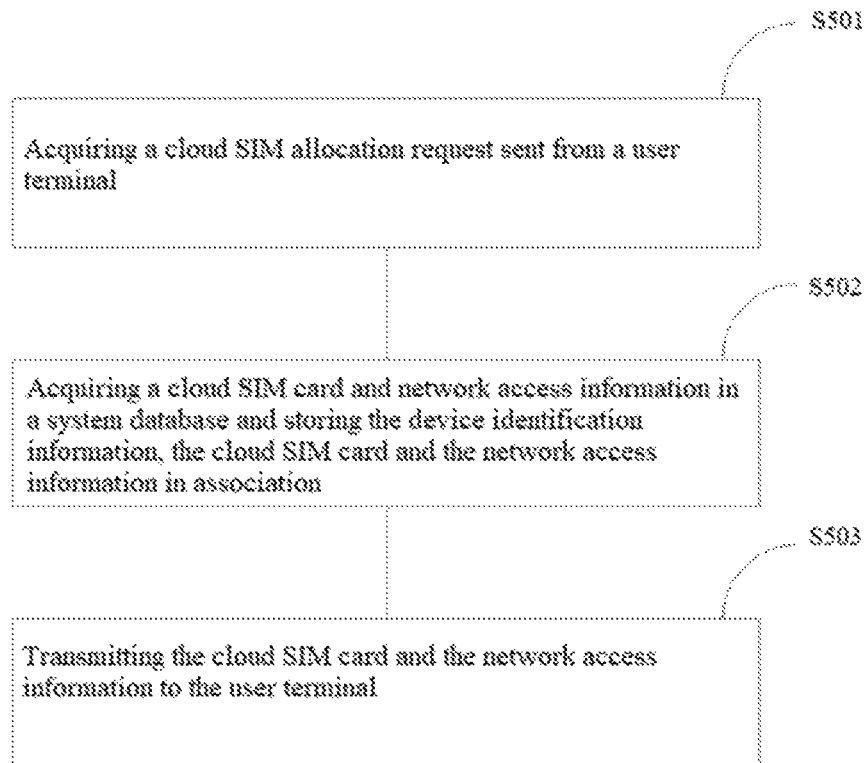 S501
Acquiring a cloud SIM allocation request sent from a user
terminal
S502
Acquiring a cloud SIM card and network access information in
a system database and storing the device identification
information, the cloud SIM card and the network access
information in association
S503
Transmitting the cloud SIM card and the network access
information to the user terminal